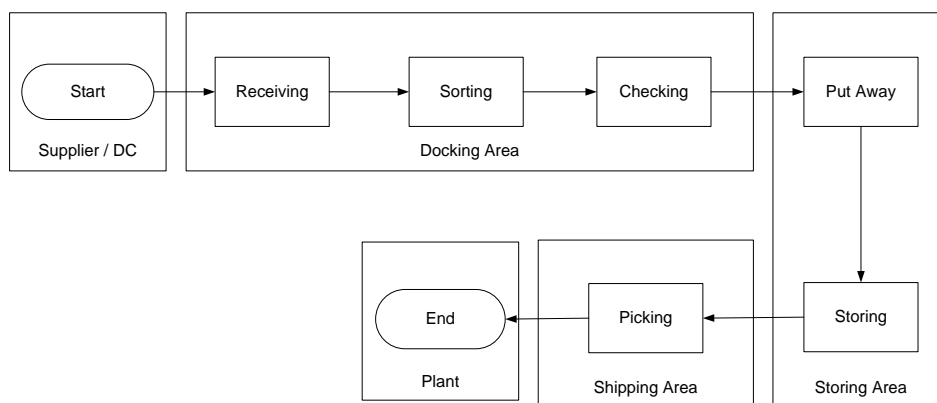 Start
Receiving
Sorting
Checking
Put Away
Supplier / DC
Docking Area
End
Picking
Storing
Plant
Shipping Area
Storing Area